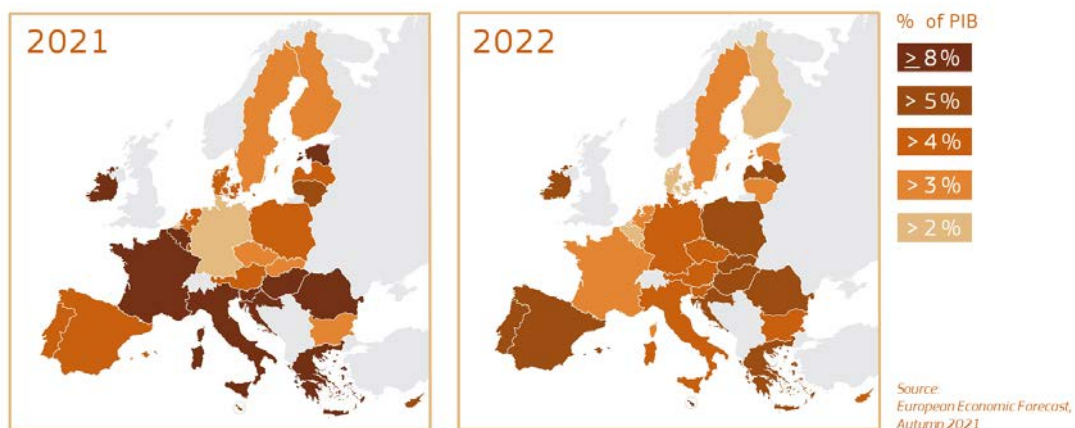 2021
2022
% of PIB
≥ 8 %
> 5 %
> 4 %
> 3 %
> 2 %
Source:
European Economic Forecast,
Autumn 2021